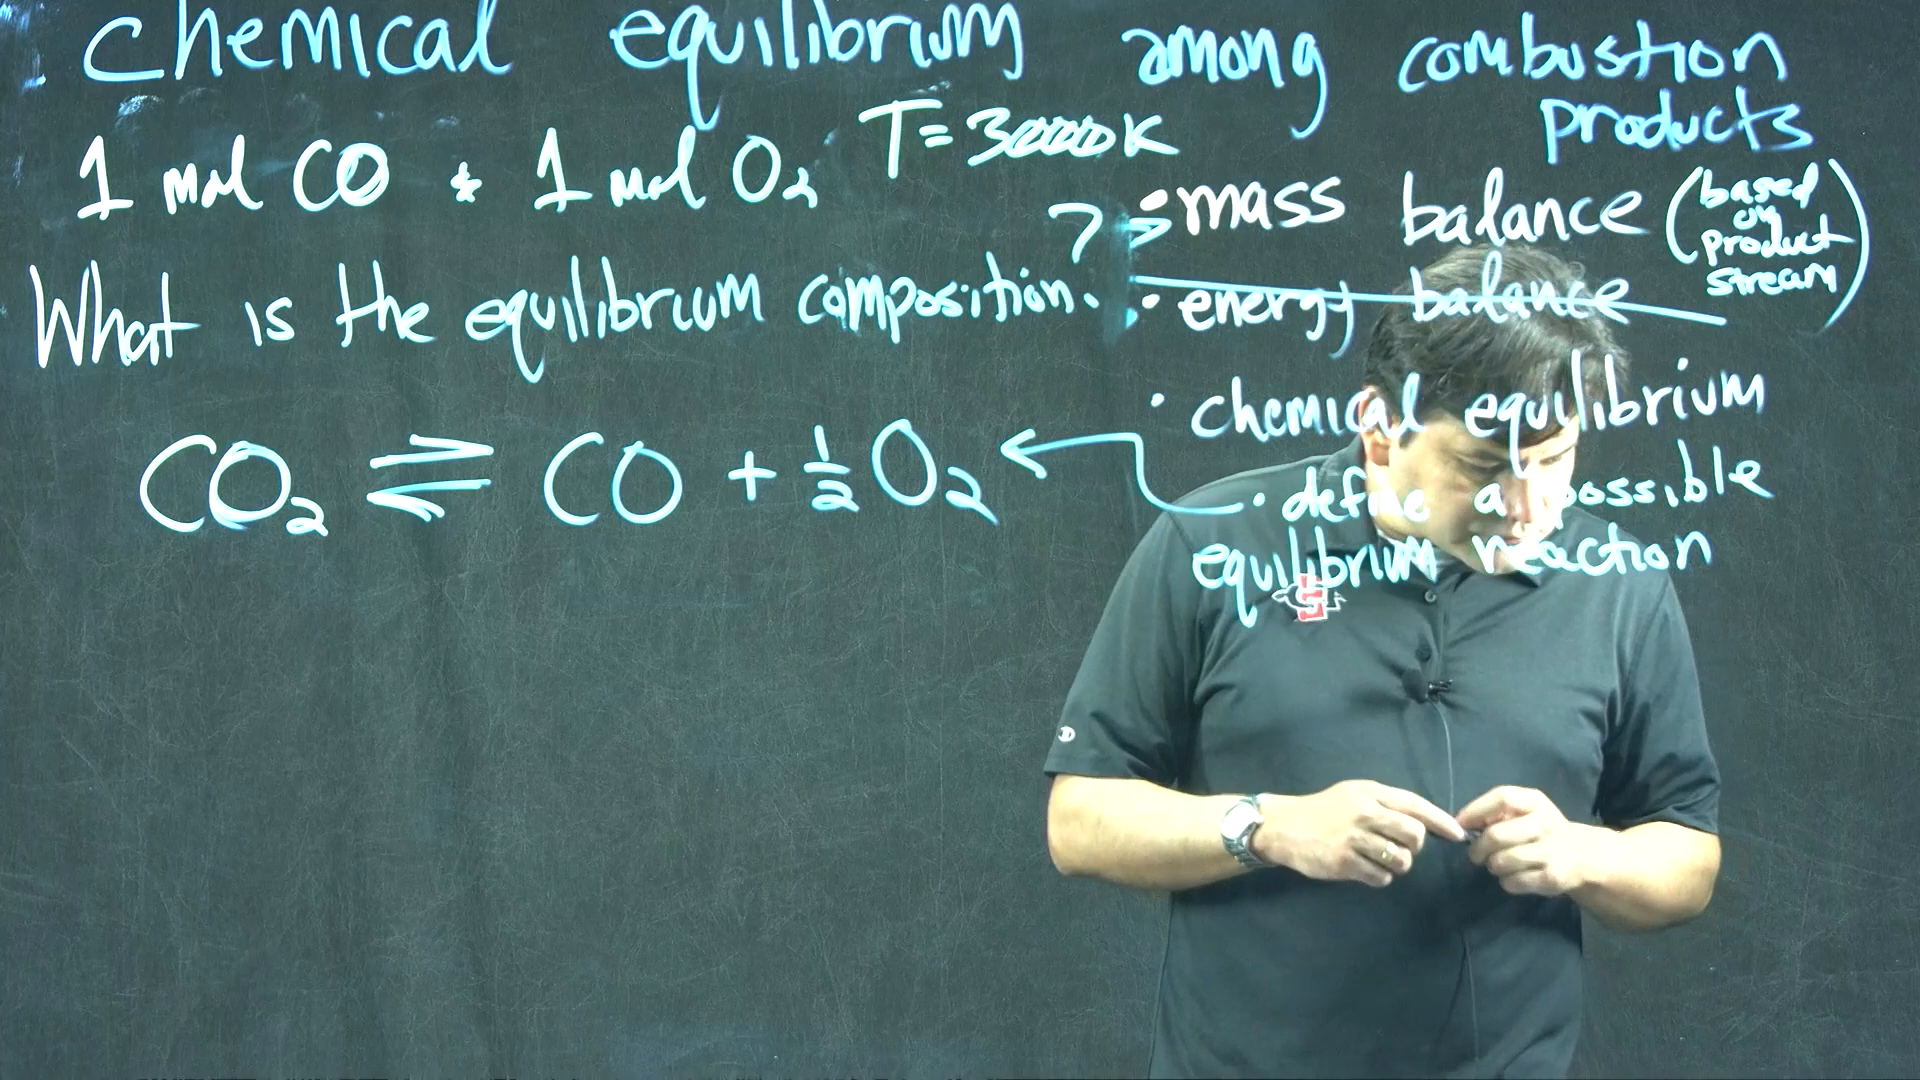 chemical equilibrium among combustion
products
1 mol CO + 1 mol O₂ T=3000K
What is the equilibrium composition?
• mass balance (based on product stream)
• energy balance
• chemical equilibrium
• define a possible
equilibrium reaction
CO₂ ⇌ CO + ½O₂